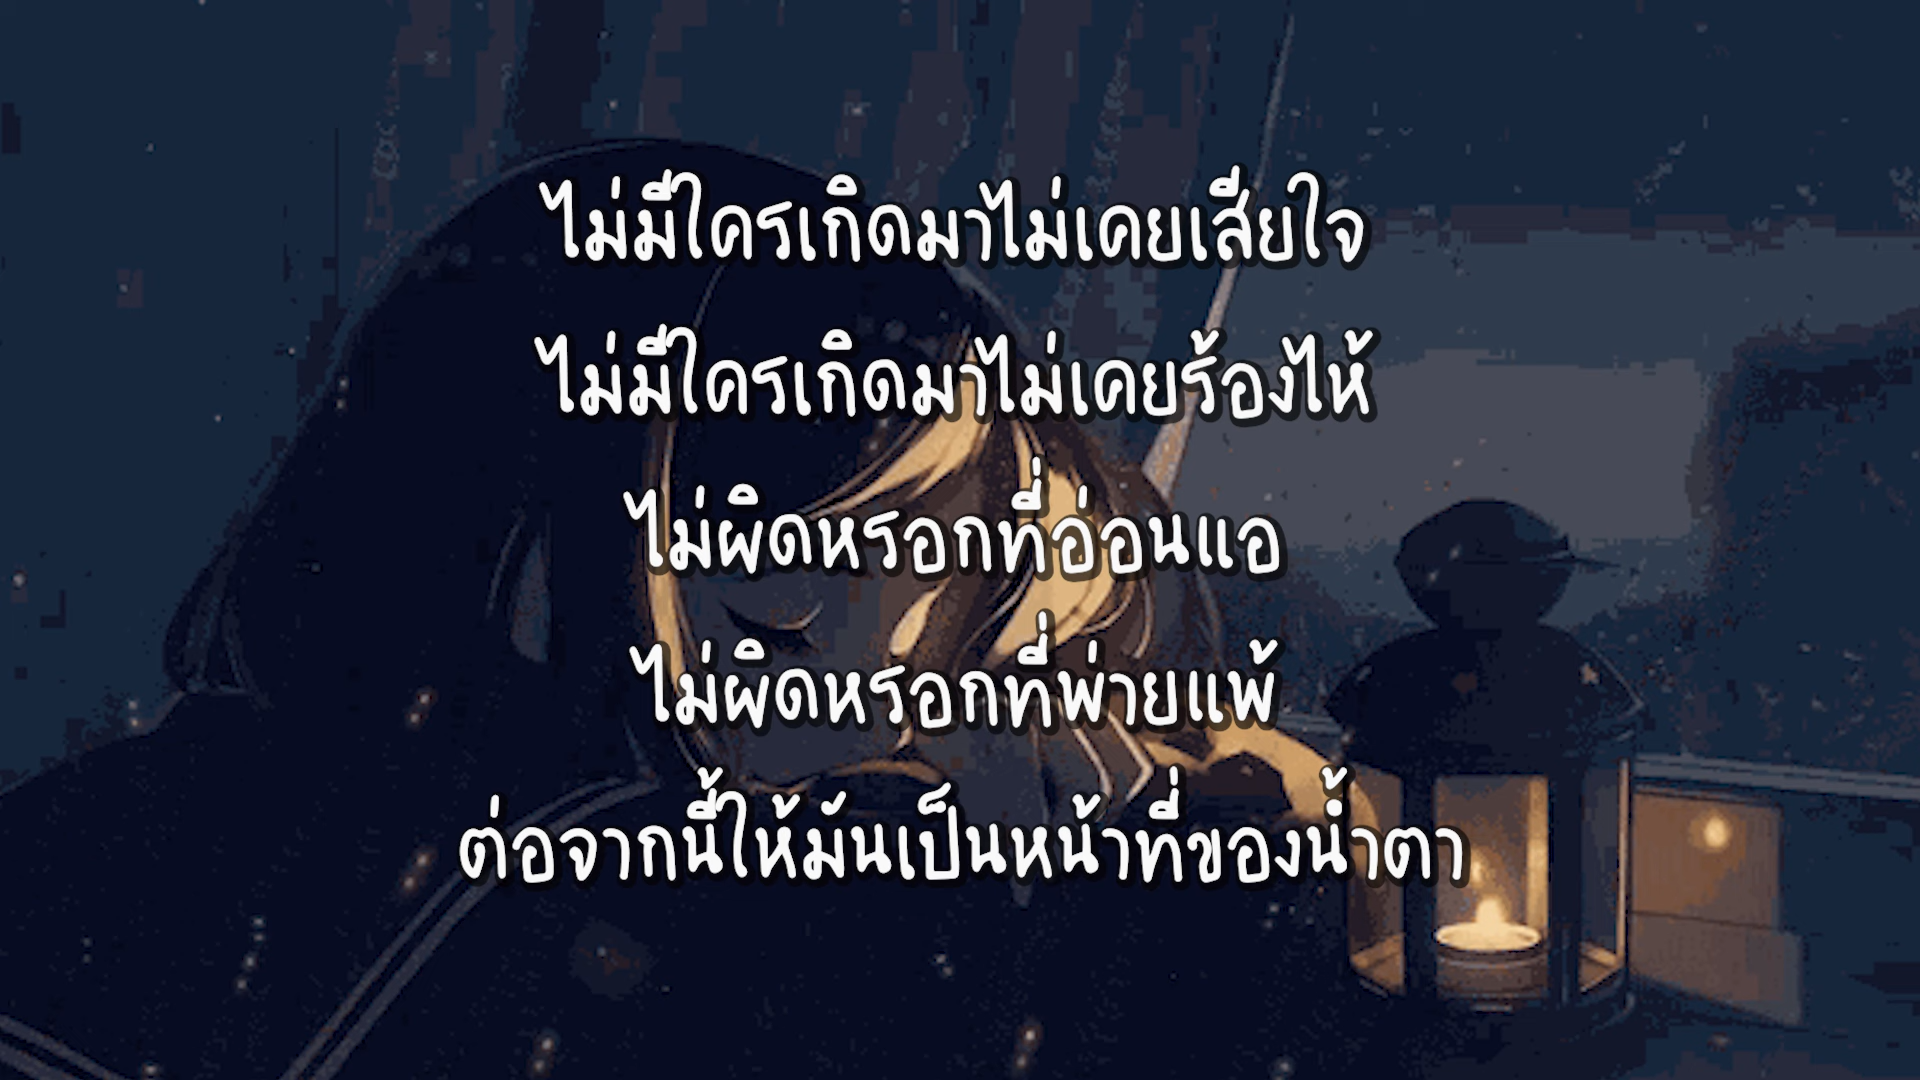 ไม่มีใครเกิดมาไม่เคยเสียใจ
ไม่มีใครเกิดมาไม่เคยร้องไห้
ไม่ผิดหรอกที่อ่อนแอ
ไม่ผิดหรอกที่พ่ายแพ้
ต่อจากนี้ให้มันเป็นหน้าที่ของน้ำตา